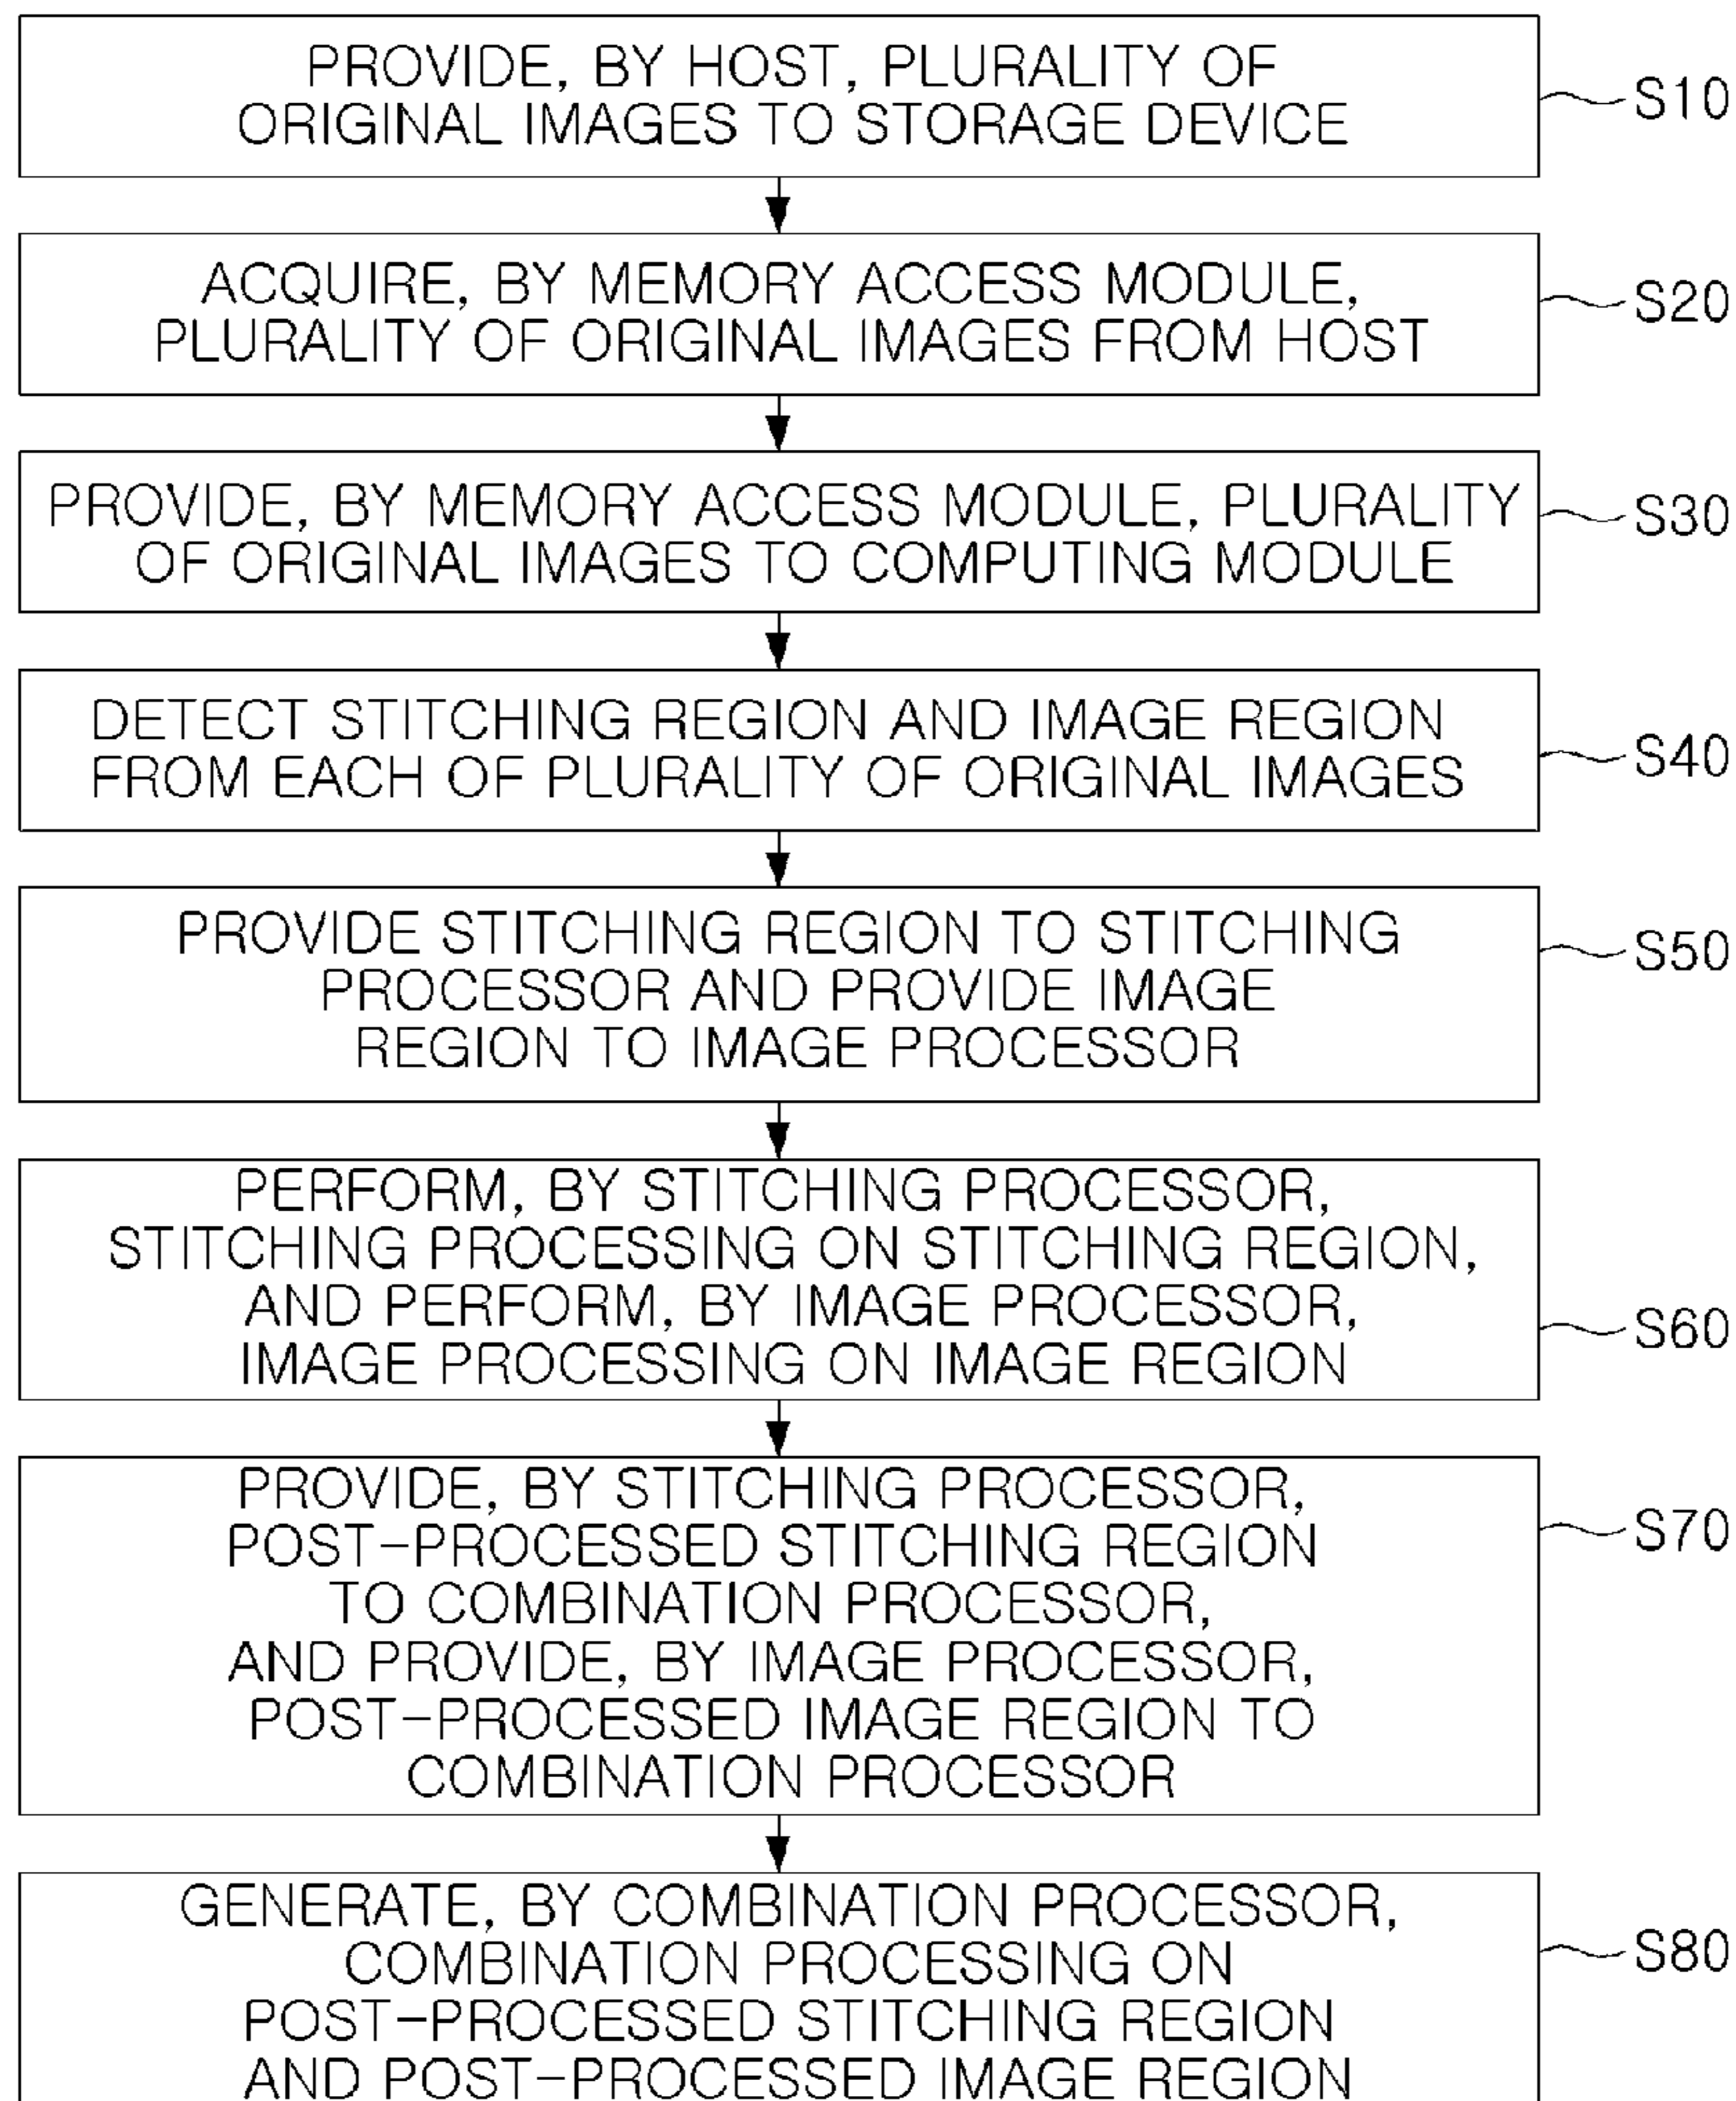 PROVIDE, BY HOST, PLURALITY OF
ORIGINAL IMAGES TO STORAGE DEVICE
S10
ACQUIRE, BY MEMORY ACCESS MODULE,
PLURALITY OF ORIGINAL IMAGES FROM HOST
S20
PROVIDE, BY MEMORY ACCESS MODULE, PLURALITY
OF ORIGINAL IMAGES TO COMPUTING MODULE
S30
DETECT STITCHING REGION AND IMAGE REGION
FROM EACH OF PLURALITY OF ORIGINAL IMAGES
S40
PROVIDE STITCHING REGION TO STITCHING
PROCESSOR AND PROVIDE IMAGE
REGION TO IMAGE PROCESSOR
S50
PERFORM, BY STITCHING PROCESSOR,
STITCHING PROCESSING ON STITCHING REGION,
AND PERFORM, BY IMAGE PROCESSOR,
IMAGE PROCESSING ON IMAGE REGION
S60
PROVIDE, BY STITCHING PROCESSOR,
POST-PROCESSED STITCHING REGION
TO COMBINATION PROCESSOR,
AND PROVIDE, BY IMAGE PROCESSOR,
POST-PROCESSED IMAGE REGION TO
COMBINATION PROCESSOR
S70
GENERATE, BY COMBINATION PROCESSOR,
COMBINATION PROCESSING ON
POST-PROCESSED STITCHING REGION
AND POST-PROCESSED IMAGE REGION
S80